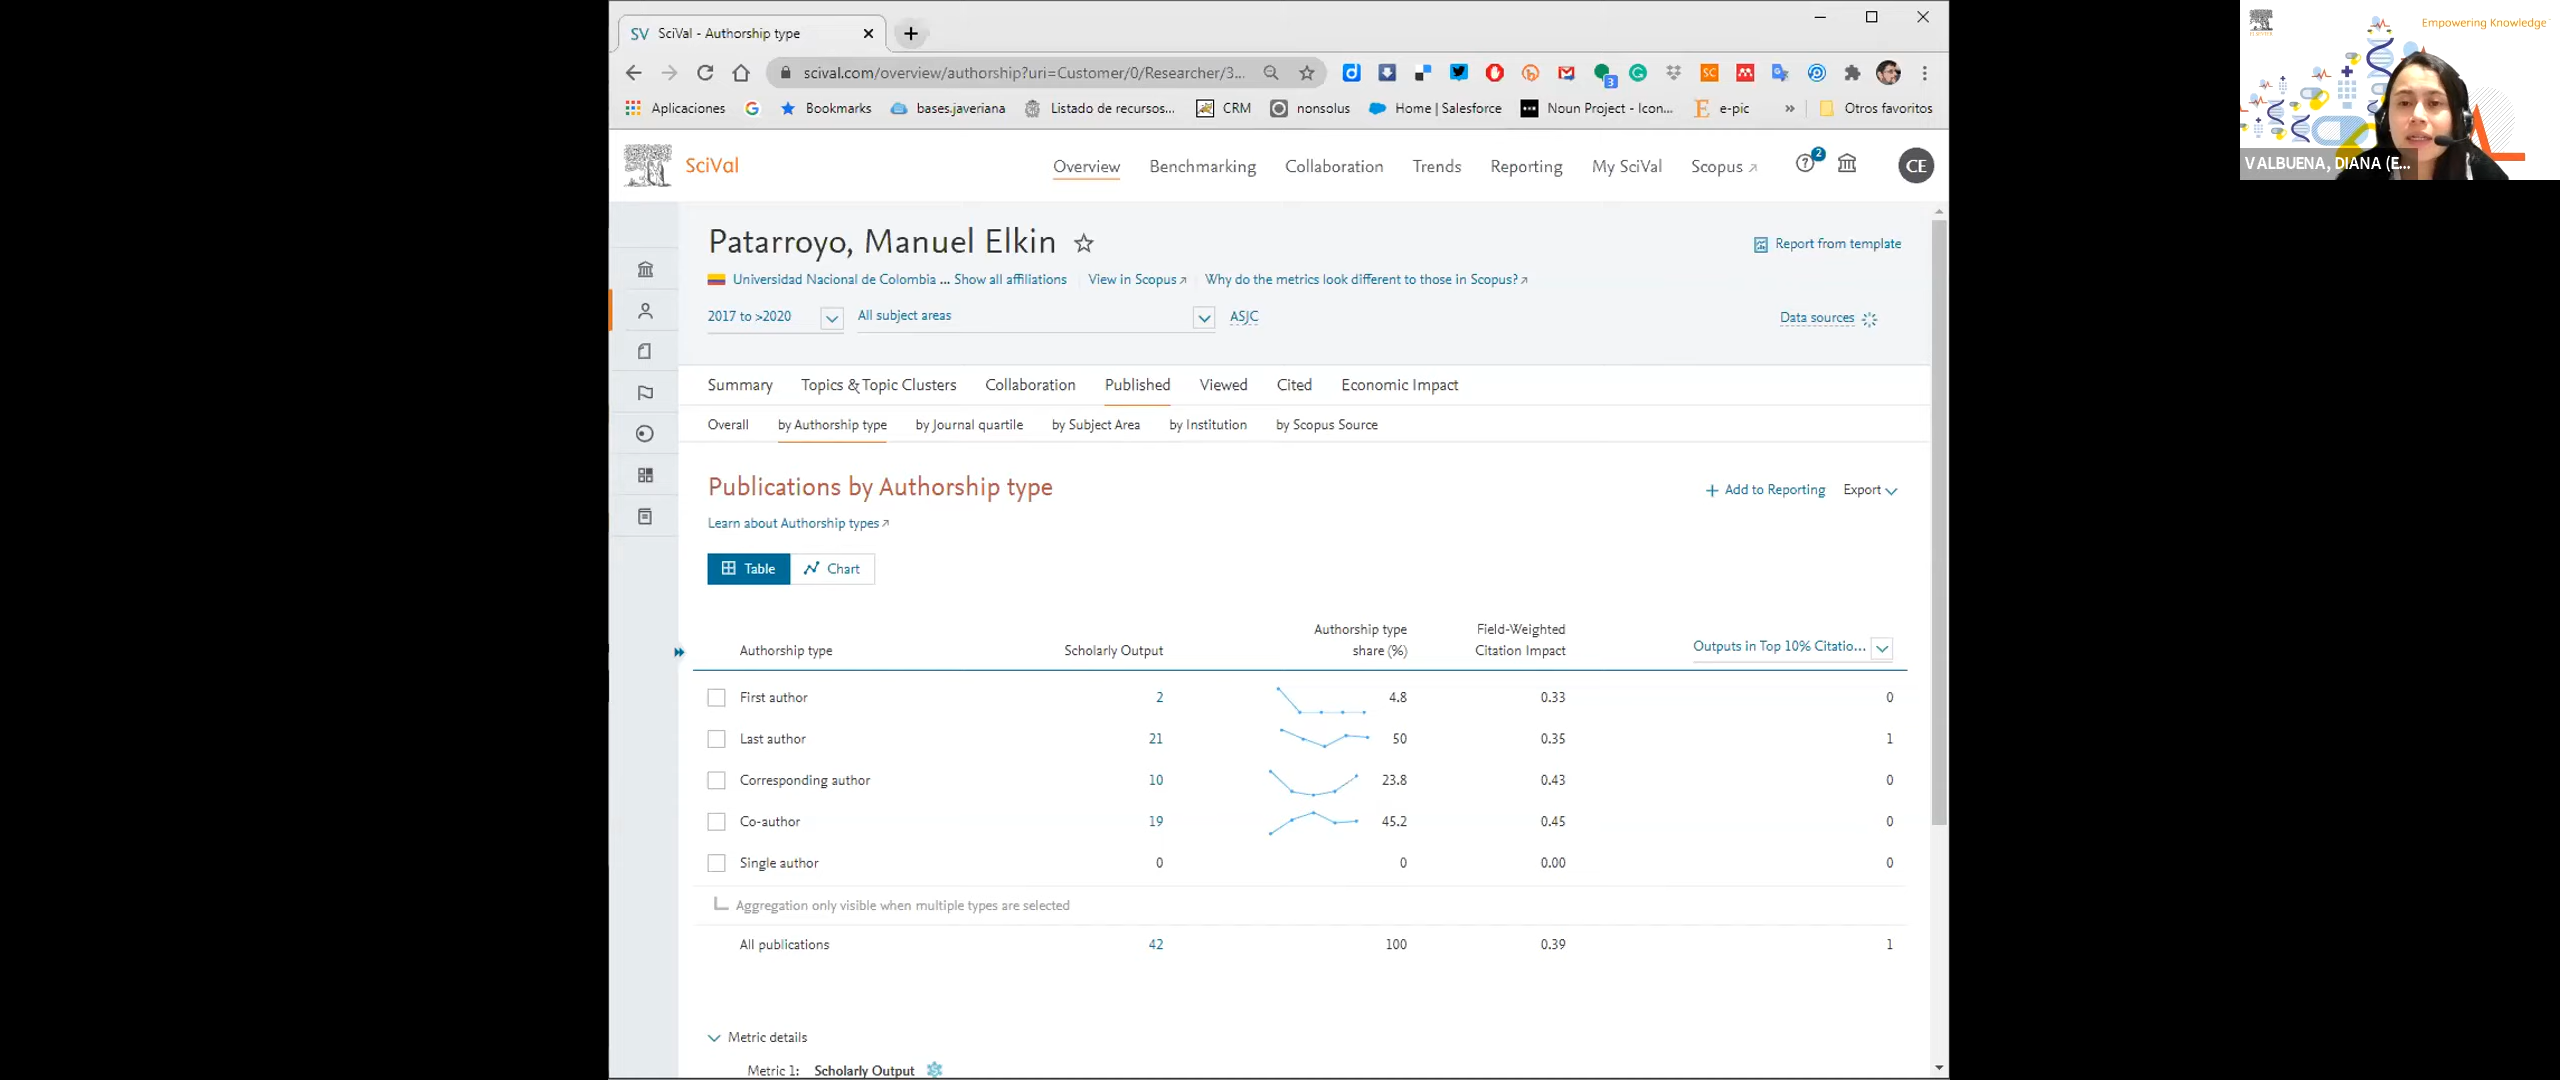 SV SciVal - Authorship type
scival.com/overview/authorship?uri=Customer/0/Researcher/3...
Aplicaciones
Bookmarks
bases.javeriana
Listado de recursos...
CRM
nonsolus
Home | Salesforce
Noun Project - Icon...
e-pic
»
Otros favoritos
SciVal
Overview
Benchmarking
Collaboration
Trends
Reporting
My SciVal
Scopus
2
CE
Patarroyo, Manuel Elkin
Report from template
Universidad Nacional de Colombia ... Show all affiliations
View in Scopus
Why do the metrics look different to those in Scopus?
2017 to >2020
All subject areas
ASJC
Data sources
Summary
Topics & Topic Clusters
Collaboration
Published
Viewed
Cited
Economic Impact
Overall
by Authorship type
by Journal quartile
by Subject Area
by Institution
by Scopus Source
Publications by Authorship type
+ Add to Reporting
Export
Learn about Authorship types
Table
Chart
Authorship type
Scholarly Output
Authorship type
share (%)
Field-Weighted
Citation Impact
Outputs in Top 10% Citatio...
First author 2 4.8 0.33 0
Last author 21 50 0.35 1
Corresponding author 10 23.8 0.43 0
Co-author 19 45.2 0.45 0
Single author 0 0 0.00 0
Aggregation only visible when multiple types are selected
All publications 42 100 0.39 1
Metric details
Metric 1: Scholarly Output
Empowering Knowledge
VALBUENA, DIANA (E...